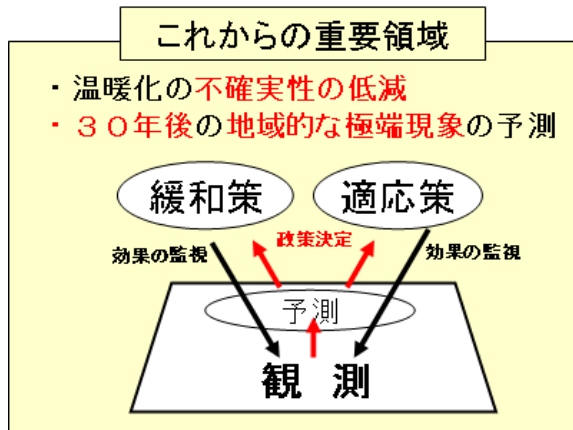 これからの重要領域
・温暖化の不確実性の低減
・３０年後の地域的な極端現象の予測
緩和策
適応策
政策決定
効果の監視
効果の監視
予測
観 測